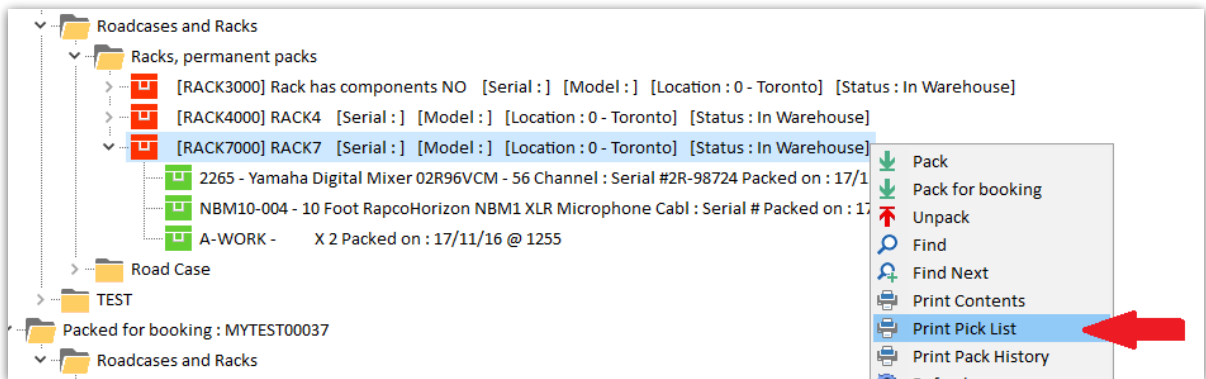 Roadcases and Racks
Racks, permanent packs
[RACK3000] Rack has components NO [Serial : ] [Model : ] [Location : 0 - Toronto] [Status : In Warehouse]
[RACK4000] RACK4 [Serial : ] [Model : ] [Location : 0 - Toronto] [Status : In Warehouse]
[RACK7000] RACK7 [Serial : ] [Model : ] [Location : 0 - Toronto] [Status : In Warehouse]
2265 - Yamaha Digital Mixer 02R96VCM - 56 Channel : Serial #2R-98724 Packed on : 17/1
NBM10-004 - 10 Foot RapcoHorizon NBM1 XLR Microphone Cabl : Serial # Packed on : 17
A-WORK - X 2 Packed on : 17/11/16 @ 1255
Road Case
TEST
Packed for booking : MYTEST00037
Roadcases and Racks
Pack
Pack for booking
Unpack
Find
Find Next
Print Contents
Print Pick List
Print Pack History